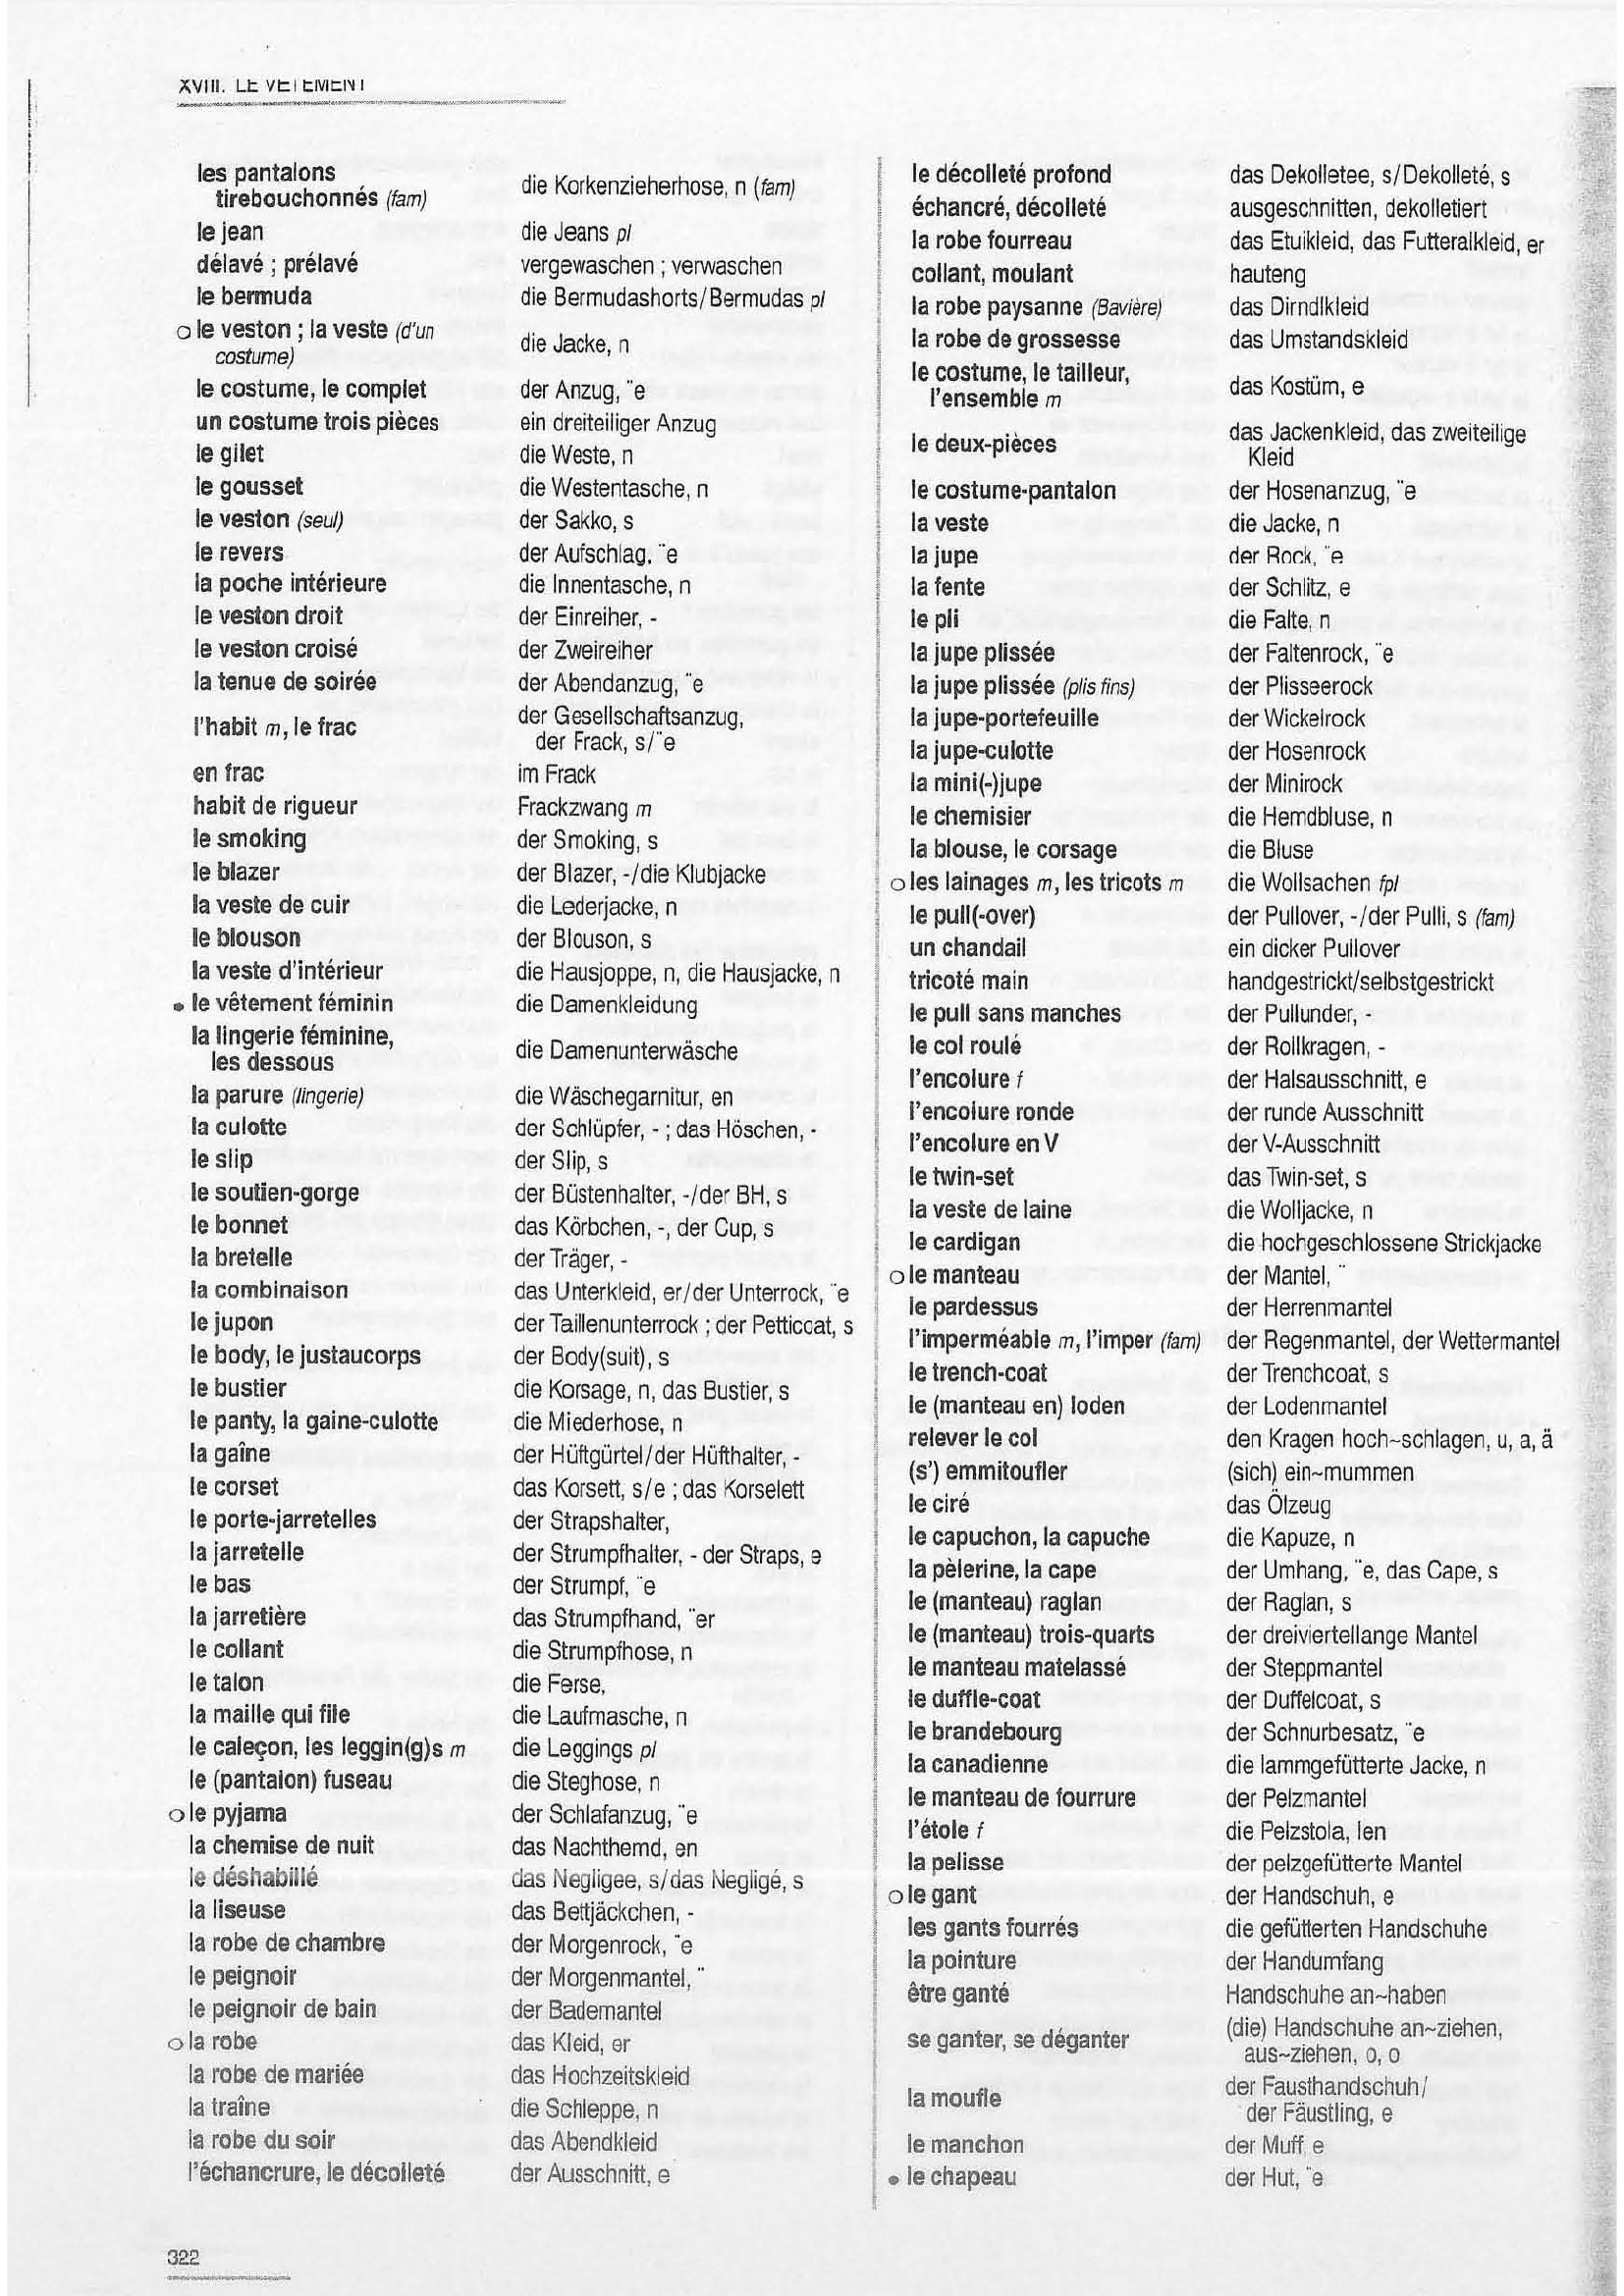 XVIII. LE VETEMENT
les pantalons
tirebouchonnés (fam) die Korkenzieherhose, n (fam)
le jean die Jeans pl
délavé ; prélavé vergewaschen ; verwaschen
le bermuda die Bermudashorts/Bermudas pl
o le veston ; la veste (d'un
costume) die Jacke, n
le costume, le complet der Anzug, ¨e
un costume trois pièces ein dreiteiliger Anzug
le gilet die Weste, n
le gousset die Westentasche, n
le veston (seul) der Sakko, s
le revers der Aufschlag, ¨e
la poche intérieure die Innentasche, n
le veston droit der Einreiher, -
le veston croisé der Zweireiher
la tenue de soirée der Abendanzug, ¨e
l'habit m, le frac der Gesellschaftsanzug,
der Frack, s/¨e
en frac im Frack
habit de rigueur Frackzwang m
le smoking der Smoking, s
le blazer der Blazer, -/die Klubjacke
la veste de cuir die Lederjacke, n
le blouson der Blouson, s
la veste d'intérieur die Hausjoppe, n, die Hausjacke, n
• le vêtement féminin die Damenkleidung
la lingerie féminine,
les dessous die Damenunterwäsche
la parure (lingerie) die Wäschegarnitur, en
la culotte der Schlüpfer, - ; das Höschen, -
le slip der Slip, s
le soutien-gorge der Büstenhalter, -/der BH, s
le bonnet das Körbchen, -, der Cup, s
la bretelle der Träger, -
la combinaison das Unterkleid, er/der Unterrock, ¨e
le jupon der Taillenunterrock ; der Petticoat, s
le body, le justaucorps der Body(suit), s
le bustier die Korsage, n, das Bustier, s
le panty, la gaine-culotte die Miederhose, n
la gaîne der Hüftgürtel/der Hüfthalter, -
le corset das Korsett, s/e ; das Korselett
le porte-jarretelles der Strapshalter,
la jarretelle der Strumpfhalter, - der Straps, e
le bas der Strumpf, ¨e
la jarretière das Strumpfhand, ¨er
le collant die Strumpfhose, n
le talon die Ferse,
la maille qui file die Laufmasche, n
le caleçon, les leggin(g)s m die Leggings pl
le (pantalon) fuseau die Steghose, n
o le pyjama der Schlafanzug, ¨e
la chemise de nuit das Nachthemd, en
le déshabillé das Negligee, s/das Negligé, s
la liseuse das Bettjäckchen, -
la robe de chambre der Morgenrock, ¨e
le peignoir der Morgenmantel, ¨
le peignoir de bain der Bademantel
o la robe das Kleid, er
la robe de mariée das Hochzeitskleid
la traîne die Schleppe, n
la robe du soir das Abendkleid
l'échancrure, le décolleté der Ausschnitt, e
le décolleté profond das Dekolletee, s/Dekolleté, s
échancré, décolleté ausgeschnitten, dekolletiert
la robe fourreau das Etuikleid, das Futteralkleid, er
collant, moulant hauteng
la robe paysanne (Bavière) das Dirndlkleid
la robe de grossesse das Umstandskleid
le costume, le tailleur,
l'ensemble m das Kostüm, e
le deux-pièces das Jackenkleid, das zweiteilige
Kleid
le costume-pantalon der Hosenanzug, ¨e
la veste die Jacke, n
la jupe der Rock, ¨e
la fente der Schlitz, e
le pli die Falte, n
la jupe plissée der Faltenrock, ¨e
la jupe plissée (plis fins) der Plisseerock
la jupe-portefeuille der Wickelrock
la jupe-culotte der Hosenrock
la mini(-)jupe der Minirock
le chemisier die Hemdbluse, n
la blouse, le corsage die Bluse
o les lainages m, les tricots m die Wollsachen fpl
le pull(-over) der Pullover, -/der Pulli, s (fam)
un chandail ein dicker Pullover
tricoté main handgestrickt/selbstgestrickt
le pull sans manches der Pullunder, -
le col roulé der Rollkragen, -
l'encolure f der Halsausschnitt, e
l'encolure ronde der runde Ausschnitt
l'encolure en V der V-Ausschnitt
le twin-set das Twin-set, s
la veste de laine die Wolljacke, n
le cardigan die hochgeschlossene Strickjacke
o le manteau der Mantel, ¨
le pardessus der Herrenmantel
l'imperméable m, l'imper (fam) der Regenmantel, der Wettermantel
le trench-coat der Trenchcoat, s
le (manteau en) loden der Lodenmantel
relever le col den Kragen hoch~schlagen, u, a, ä
(s') emmitoufler (sich) ein~mummen
le ciré das Ölzeug
le capuchon, la capuche die Kapuze, n
la pèlerine, la cape der Umhang, ¨e, das Cape, s
le (manteau) raglan der Raglan, s
le (manteau) trois-quarts der dreiviertellange Mantel
le manteau matelassé der Steppmantel
le duffle-coat der Duffelcoat, s
le brandebourg der Schnurbesatz, ¨e
la canadienne die lammgefütterte Jacke, n
le manteau de fourrure der Pelzmantel
l'étole f die Pelzstola, len
la pelisse der pelzgefütterte Mantel
o le gant der Handschuh, e
les gants fourrés die gefütterten Handschuhe
la pointure der Handumfang
être ganté Handschuhe an~haben
se ganter, se déganter (die) Handschuhe an~ziehen,
aus~ziehen, o, o
la moufle der Fausthandschuh/
der Fäustling, e
le manchon der Muff, e
• le chapeau der Hut, ¨e
322